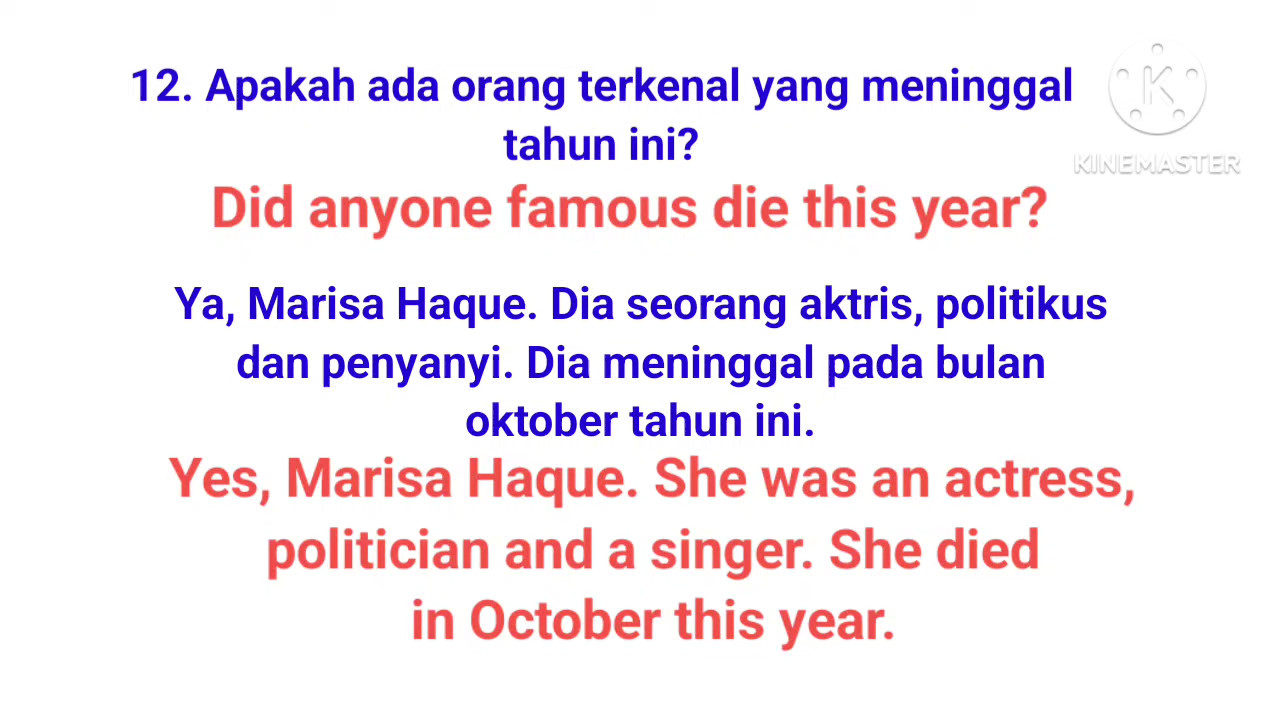 12. Apakah ada orang terkenal yang meninggal
tahun ini?
Did anyone famous die this year?
Ya, Marisa Haque. Dia seorang aktris, politikus
dan penyanyi. Dia meninggal pada bulan
oktober tahun ini.
Yes, Marisa Haque. She was an actress,
politician and a singer. She died
in October this year.
K
KINEMASTER